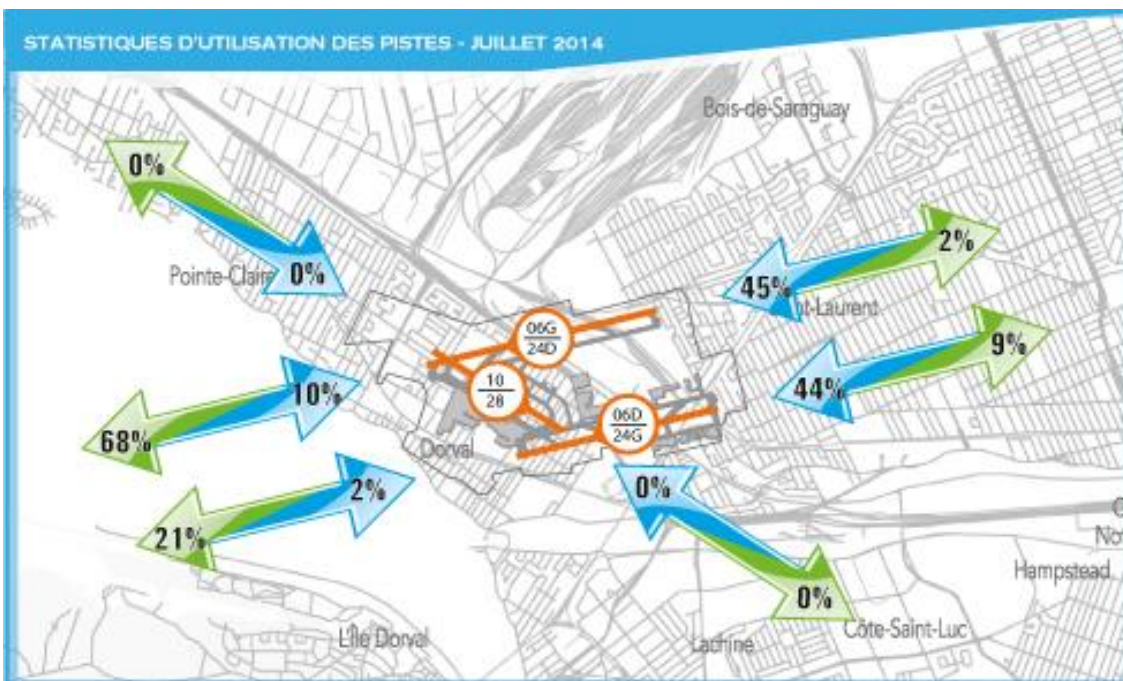 STATISTIQUES D'UTILISATION DES PISTES - JUILLET 2014
Bois-de-Saraguay
0%
2%
Pointe-Claire
0%
45%
nt-Laurent
06G
24D
9%
10%
10
28
44%
06D
24G
68%
Dorval
2%
0%
21%
Hampstead
0%
L'Île Dorval
Lachine
Côte-Saint-Luc